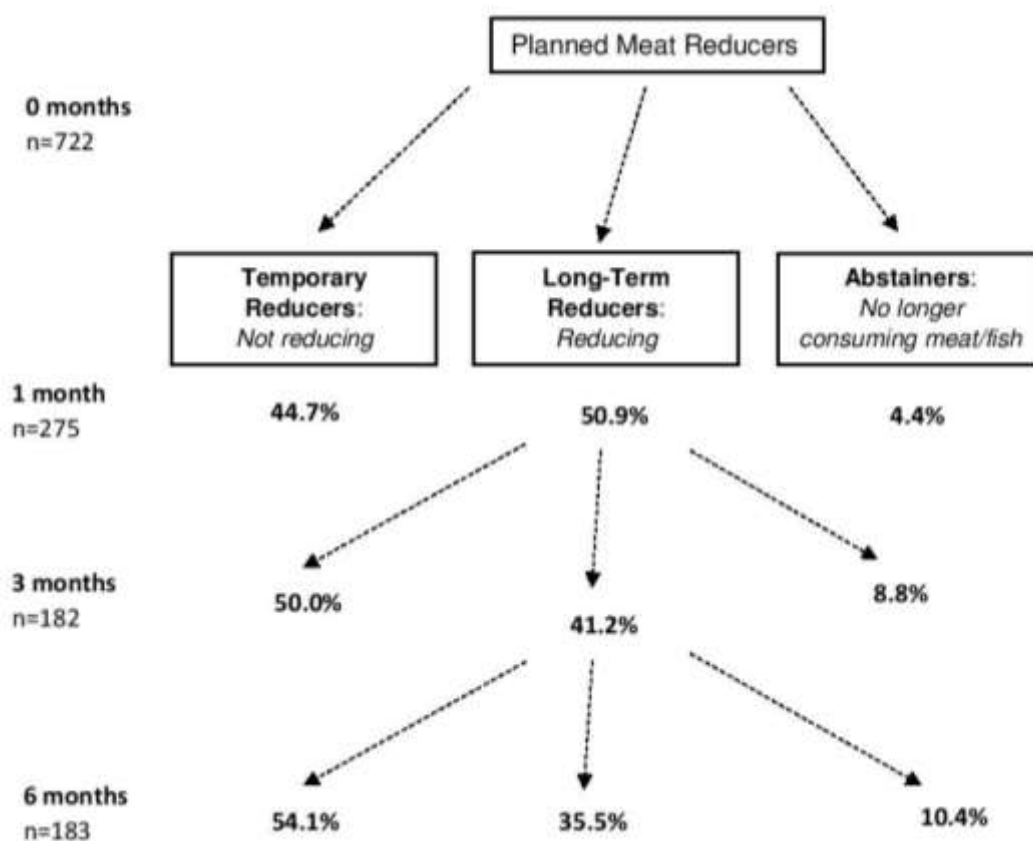 Planned Meat Reducers
0 months
n=722
Temporary
Reducers:
Not reducing
Long-Term
Reducers:
Reducing
Abstainers:
No longer
consuming meat/fish
1 month
n=275
44.7%
50.9%
4.4%
3 months
n=182
50.0%
41.2%
8.8%
6 months
n=183
54.1%
35.5%
10.4%